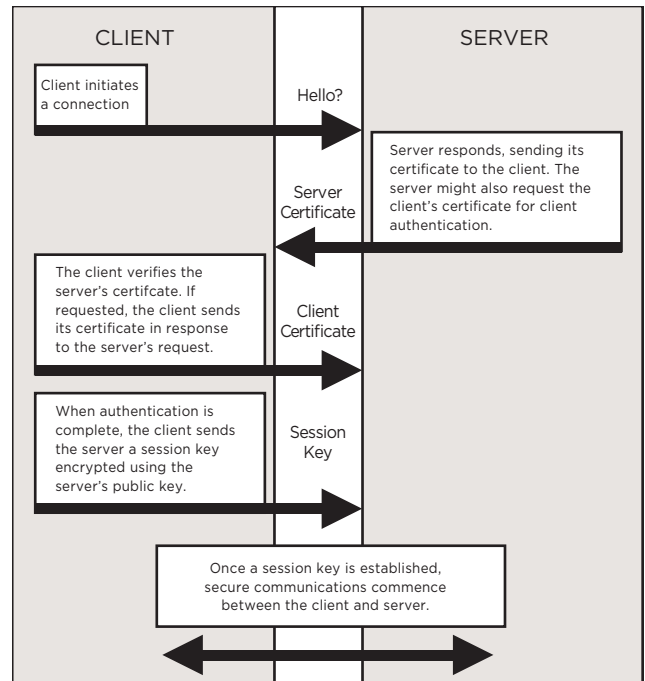 CLIENT
SERVER
Client initiates
a connection
Hello?
Server responds, sending its
certificate to the client. The
server might also request the
client’s certificate for client
authentication.
Server
Certificate
The client verifies the
server’s certifcate. If
requested, the client sends
its certificate in response
to the server’s request.
Client
Certificate
When authentication is
complete, the client sends
the server a session key
encrypted using the
server’s public key.
Session
Key
Once a session key is established,
secure communications commence
between the client and server.